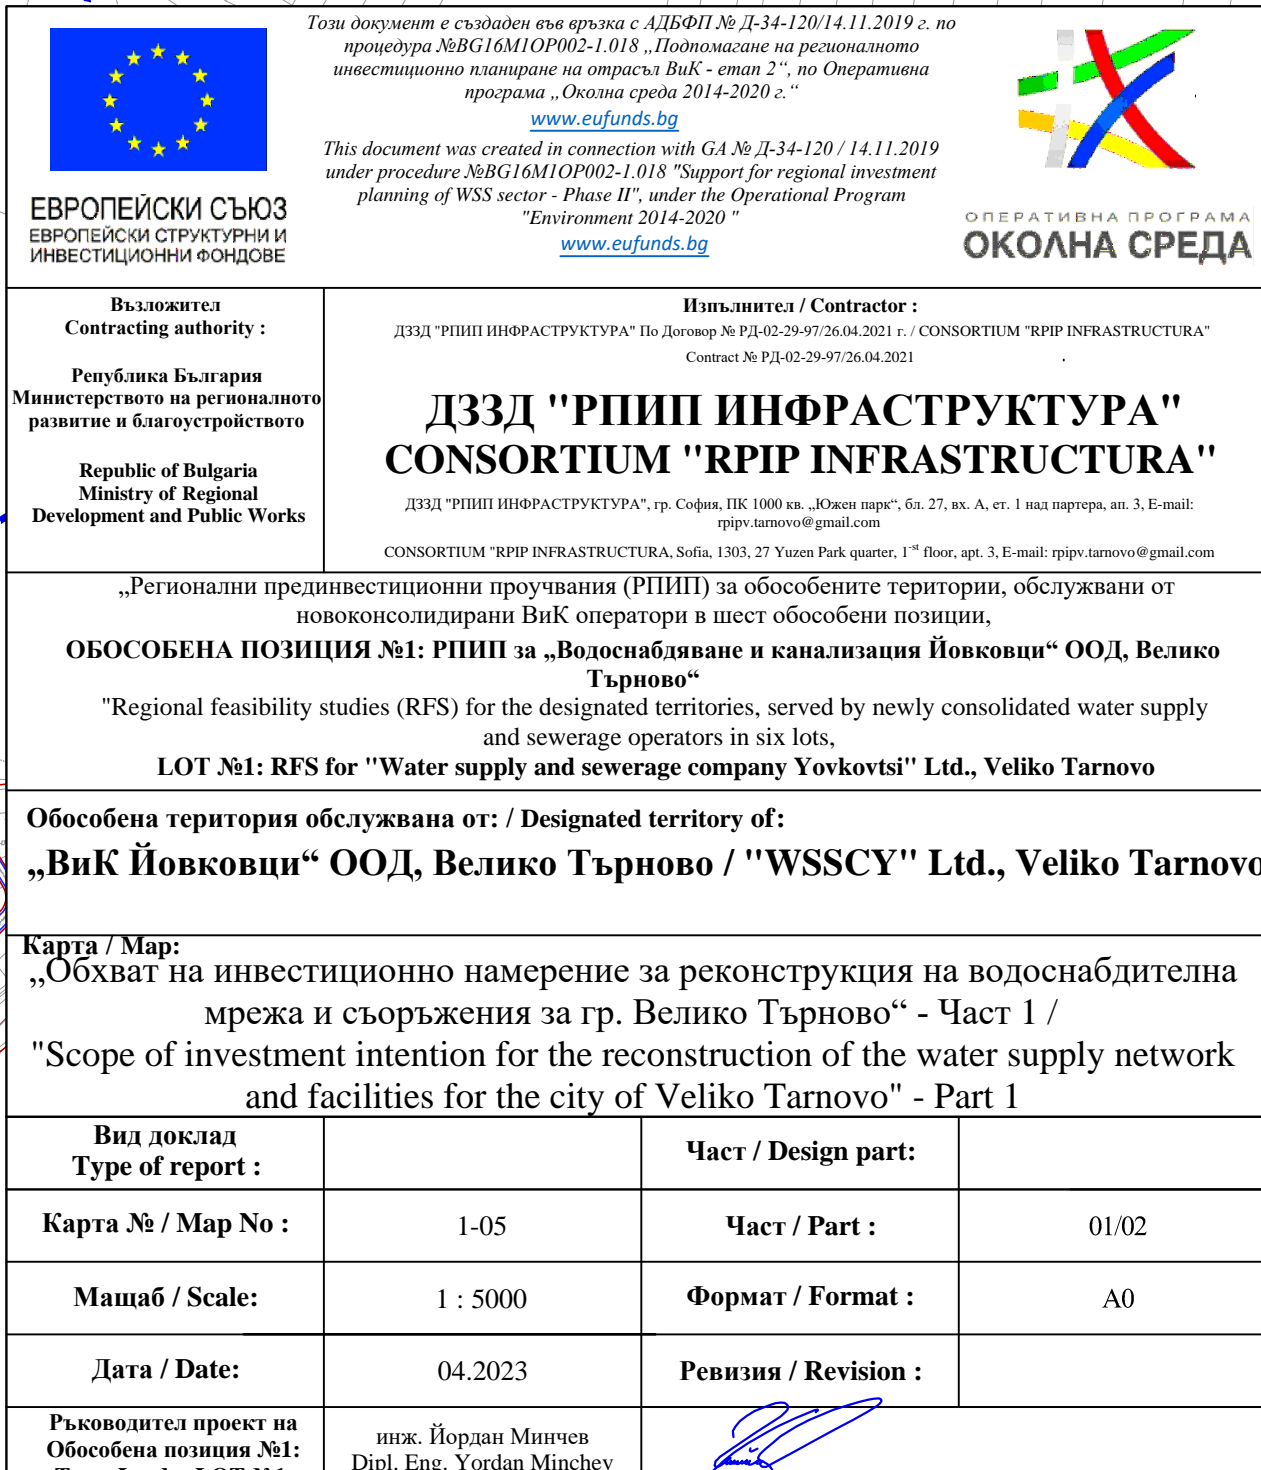 Този документ е създаден във връзка с АДБФП № Д-34-120/14.11.2019 г. по
процедура №BG16M1OP002-1.018 „Подпомагане на регионалното
инвестиционно планиране на отрасъл ВиК - етап 2“, по Оперативна
програма „Околна среда 2014-2020 г.“
www.eufunds.bg
This document was created in connection with GA № Д-34-120 / 14.11.2019
under procedure №BG16M1OP002-1.018 "Support for regional investment
planning of WSS sector - Phase II", under the Operational Program
"Environment 2014-2020 "
www.eufunds.bg
ЕВРОПЕЙСКИ СЪЮЗ
ЕВРОПЕЙСКИ СТРУКТУРНИ И
ИНВЕСТИЦИОННИ ФОНДОВЕ
ОПЕРАТИВНА ПРОГРАМА
ОКОЛНА СРЕДА
Възложител
Contracting authority :
Република България
Министерството на регионалното
развитие и благоустройството
Republic of Bulgaria
Ministry of Regional
Development and Public Works
Изпълнител / Contractor :
ДЗЗД "РПИП ИНФРАСТРУКТУРА" По Договор № РД-02-29-97/26.04.2021 г. / CONSORTIUM "RPIP INFRASTRUCTURA"
Contract № РД-02-29-97/26.04.2021 .
ДЗЗД "РПИП ИНФРАСТРУКТУРА"
CONSORTIUM "RPIP INFRASTRUCTURA"
ДЗЗД "РПИП ИНФРАСТРУКТУРА", гр. София, ПК 1000 кв. „Южен парк“, бл. 27, вх. А, ет. 1 над партера, ап. 3, E-mail:
rpipv.tarnovo@gmail.com
CONSORTIUM "RPIP INFRASTRUCTURA, Sofia, 1303, 27 Yuzen Park quarter, 1-st floor, apt. 3, E-mail: rpipv.tarnovo@gmail.com
„Регионални прединвестиционни проучвания (РПИП) за обособените територии, обслужвани от
новоконсолидирани ВиК оператори в шест обособени позиции,
ОБОСОБЕНА ПОЗИЦИЯ №1: РПИП за „Водоснабдяване и канализация Йовковци“ ООД, Велико
Търново“
"Regional feasibility studies (RFS) for the designated territories, served by newly consolidated water supply
and sewerage operators in six lots,
LOT №1: RFS for "Water supply and sewerage company Yovkovtsi" Ltd., Veliko Tarnovo
Обособена територия обслужвана от: / Designated territory of:
„ВиК Йовковци“ ООД, Велико Търново / "WSSCY" Ltd., Veliko Tarnovo
Карта / Map:
„Обхват на инвестиционно намерение за реконструкция на водоснабдителна
мрежа и съоръжения за гр. Велико Търново“ - Част 1 /
"Scope of investment intention for the reconstruction of the water supply network
and facilities for the city of Veliko Tarnovo" - Part 1
Вид доклад
Type of report :
Част / Design part:
Карта № / Map No : 1-05 Част / Part : 01/02
Мащаб / Scale: 1 : 5000 Формат / Format : A0
Дата / Date: 04.2023 Ревизия / Revision :
Ръководител проект на
Обособена позиция №1:
инж. Йордан Минчев
Dipl. Eng. Yordan Minchev